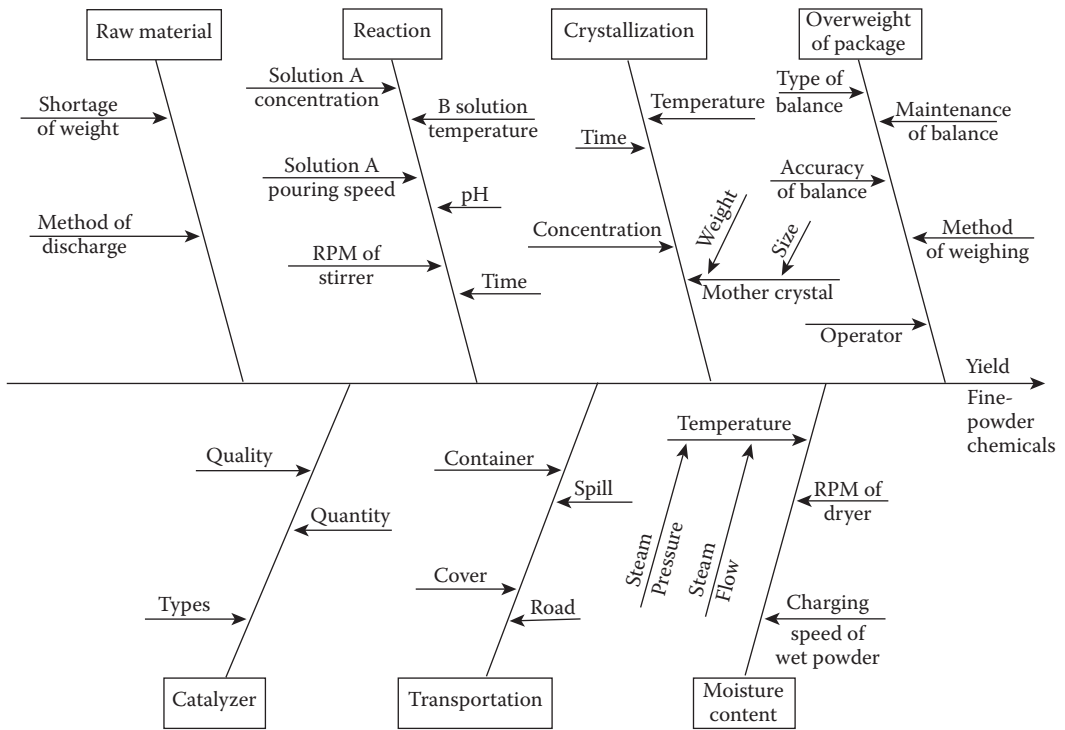 Raw material
Reaction
Crystallization
Overweight
of package
Shortage
of weight
Method of
discharge
Solution A
concentration
B solution
temperature
Solution A
pouring speed
pH
RPM of
stirrer
Time
Temperature
Time
Concentration
Weight
Size
Mother crystal
Type of
balance
Maintenance
of balance
Accuracy
of balance
Method
of weighing
Operator
Yield
Fine-
powder
chemicals
Quality
Quantity
Types
Catalyzer
Container
Spill
Cover
Road
Transportation
Temperature
Steam
Pressure
Steam
Flow
RPM of
dryer
Charging
speed of
wet powder
Moisture
content